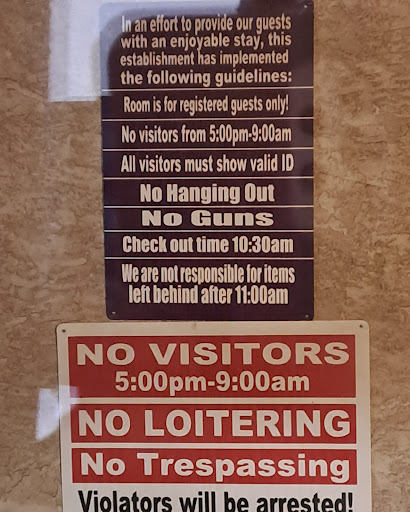 In an effort to provide our guests
with an enjoyable stay, this
establishment has implemented
the following guidelines:
Room is for registered guests only!
No visitors from 5:00pm-9:00am
All visitors must show valid ID
No Hanging Out
No Guns
Check out time 10:30am
We are not responsible for items
left behind after 11:00am
NO VISITORS
5:00pm-9:00am
NO LOITERING
No Trespassing
Violators will be arrested!